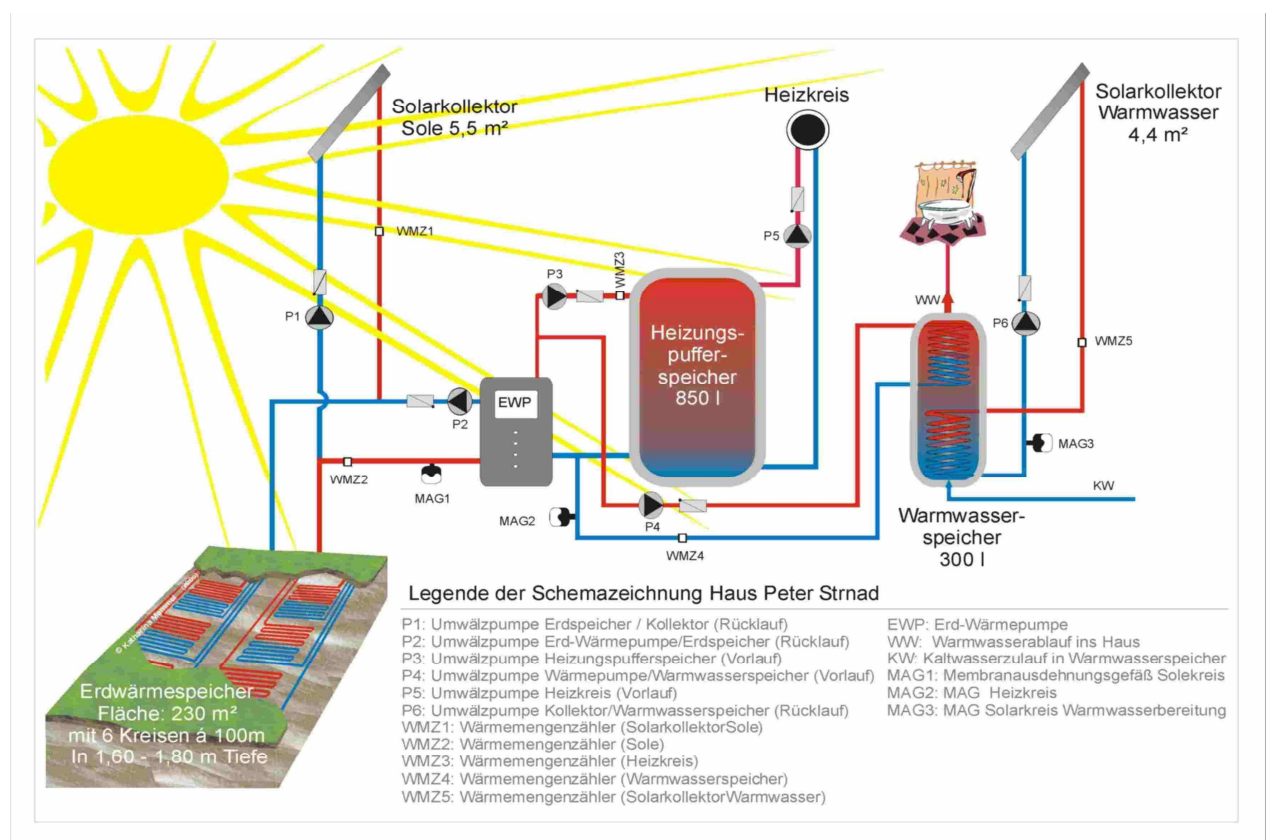 Solarkollektor
Sole 5,5 m²
Heizkreis
Solarkollektor
Warmwasser
4,4 m²
WMZ1
P5
P3
WMZ3
WW
P1
P6
WMZ5
Heizungs-
puffer-
speicher
850 l
EWP
P2
WMZ2
MAG1
MAG3
KW
MAG2
P4
WMZ4
Warmwasser-
speicher
300 l
Erdwärmespeicher
Fläche: 230 m²
mit 6 Kreisen á 100m
In 1,60 - 1,80 m Tiefe
Legende der Schemazeichnung Haus Peter Strnad
P1: Umwälzpumpe Erdspeicher / Kollektor (Rücklauf)
P2: Umwälzpumpe Erd-Wärmepumpe/Erdspeicher (Rücklauf)
P3: Umwälzpumpe Heizungspufferspeicher (Vorlauf)
P4: Umwälzpumpe Wärmepumpe/Warmwasserspeicher (Vorlauf)
P5: Umwälzpumpe Heizkreis (Vorlauf)
P6: Umwälzpumpe Kollektor/Warmwasserspeicher (Rücklauf)
WMZ1: Wärmemengenzähler (SolarkollektorSole)
WMZ2: Wärmemengenzähler (Sole)
WMZ3: Wärmemengenzähler (Heizkreis)
WMZ4: Wärmemengenzähler (Warmwasserspeicher)
WMZ5: Wärmemengenzähler (SolarkollektorWarmwasser)
EWP: Erd-Wärmepumpe
WW: Warmwasserablauf ins Haus
KW: Kaltwasserzulauf in Warmwasserspeicher
MAG1: Membranausdehnungsgefäß Solekreis
MAG2: MAG Heizkreis
MAG3: MAG Solarkreis Warmwasserbereitung